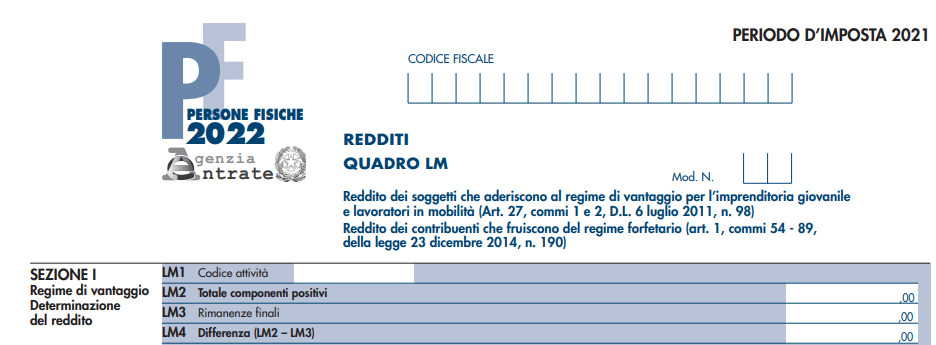 PERIODO D'IMPOSTA 2021
PF
CODICE FISCALE
PERSONE FISICHE
2022
REDDITI
genzia
ntrate
QUADRO LM
Mod. N.
Reddito dei soggetti che aderiscono al regime di vantaggio per l'imprenditoria giovanile
e lavoratori in mobilità (Art. 27, commi 1 e 2, D.L. 6 luglio 2011, n. 98)
Reddito dei contribuenti che fruiscono del regime forfetario (art. 1, commi 54 - 89,
della legge 23 dicembre 2014, n. 190)
SEZIONE I
Regime di vantaggio
Determinazione
del reddito
LM1 Codice attività
LM2 Totale componenti positivi ,00
LM3 Rimanenze finali ,00
LM4 Differenza (LM2 – LM3) ,00